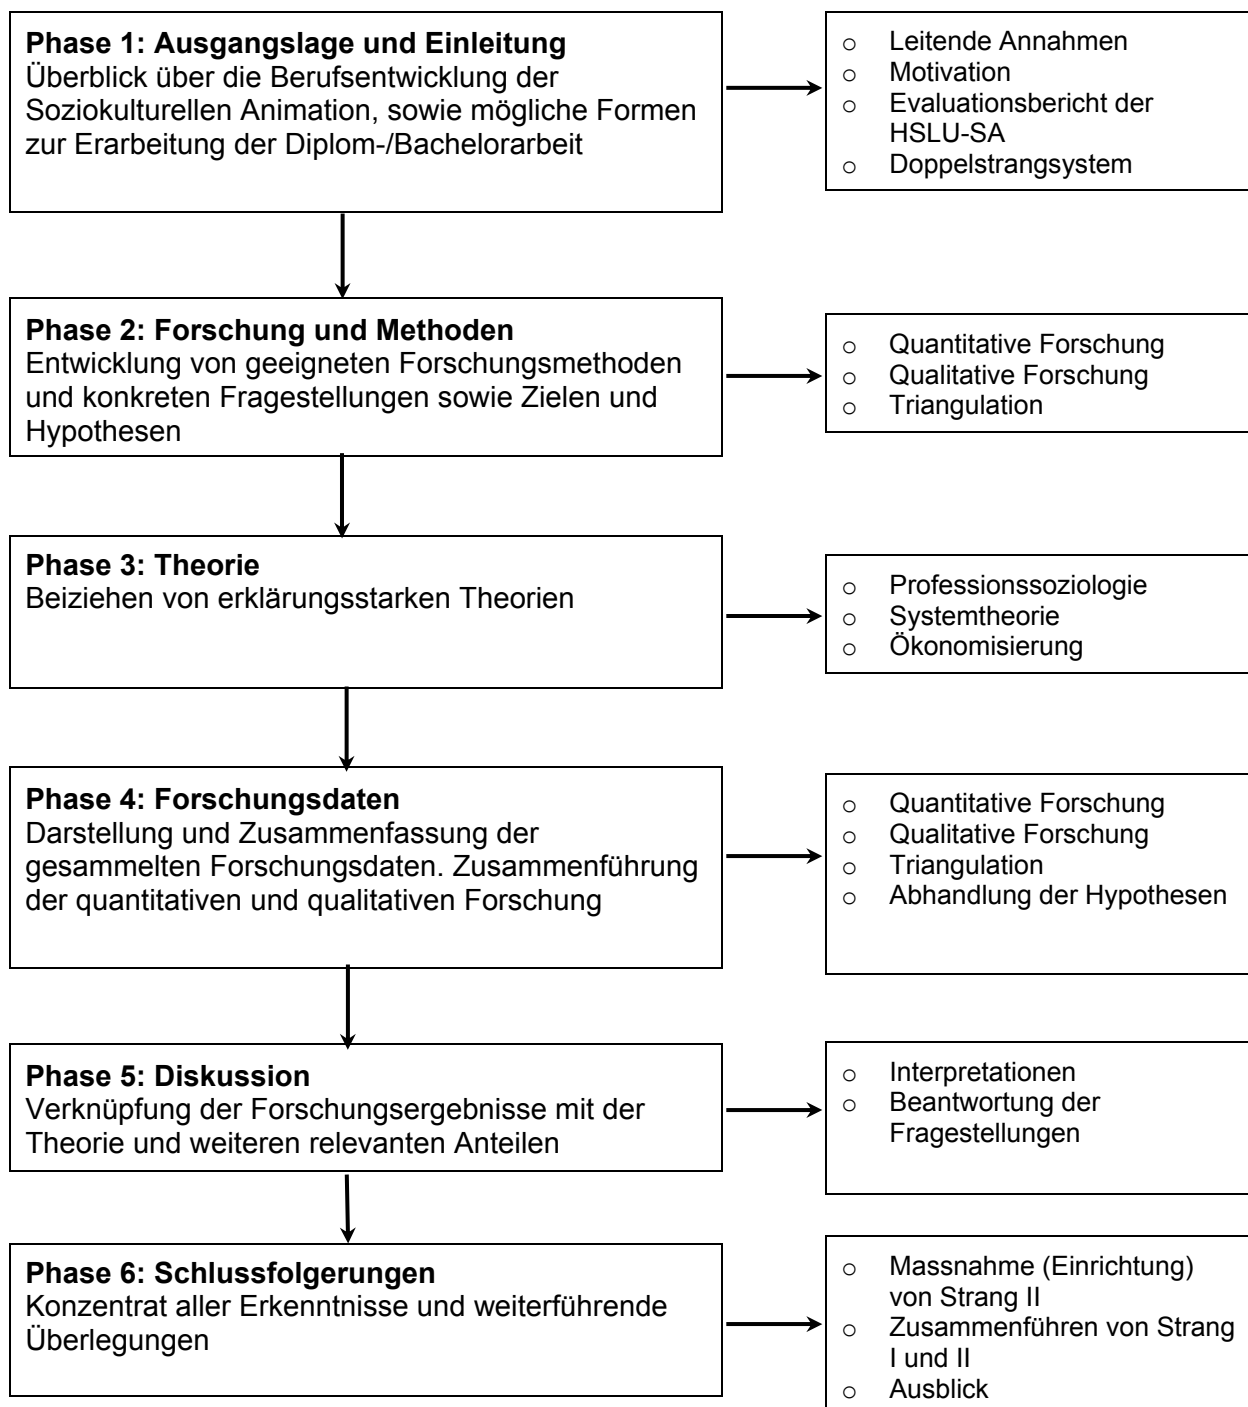 Phase 1: Ausgangslage und Einleitung
Überblick über die Berufsentwicklung der
Soziokulturellen Animation, sowie mögliche Formen
zur Erarbeitung der Diplom-/Bachelorarbeit
o Leitende Annahmen
o Motivation
o Evaluationsbericht der
HSLU-SA
o Doppelstrangsystem
Phase 2: Forschung und Methoden
Entwicklung von geeigneten Forschungsmethoden
und konkreten Fragestellungen sowie Zielen und
Hypothesen
o Quantitative Forschung
o Qualitative Forschung
o Triangulation
Phase 3: Theorie
Beiziehen von erklärungsstarken Theorien
o Professionssoziologie
o Systemtheorie
o Ökonomisierung
Phase 4: Forschungsdaten
Darstellung und Zusammenfassung der
gesammelten Forschungsdaten. Zusammenführung
der quantitativen und qualitativen Forschung
o Quantitative Forschung
o Qualitative Forschung
o Triangulation
o Abhandlung der Hypothesen
Phase 5: Diskussion
Verknüpfung der Forschungsergebnisse mit der
Theorie und weiteren relevanten Anteilen
o Interpretationen
o Beantwortung der
Fragestellungen
Phase 6: Schlussfolgerungen
Konzentrat aller Erkenntnisse und weiterführende
Überlegungen
o Massnahme (Einrichtung)
von Strang II
o Zusammenführen von Strang
I und II
o Ausblick